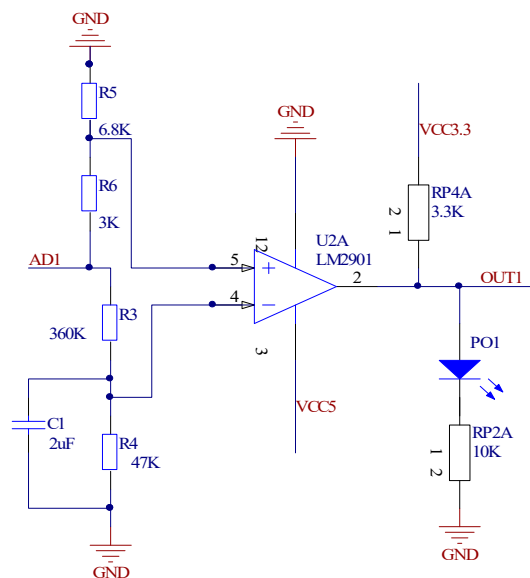 GND
R5
6.8K
R6
3K
AD1
R3
360K
C1
2uF
R4
47K
GND
GND
12
5
4
3
2
U2A
LM2901
VCC5
VCC3.3
RP4A
3.3K
2 1
OUT1
PO1
RP2A
10K
1 2
GND